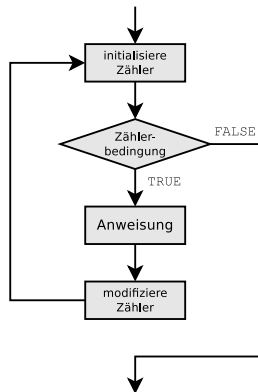 initialisiere
Zähler
Zähler-
bedingung
FALSE
TRUE
Anweisung
modifiziere
Zähler